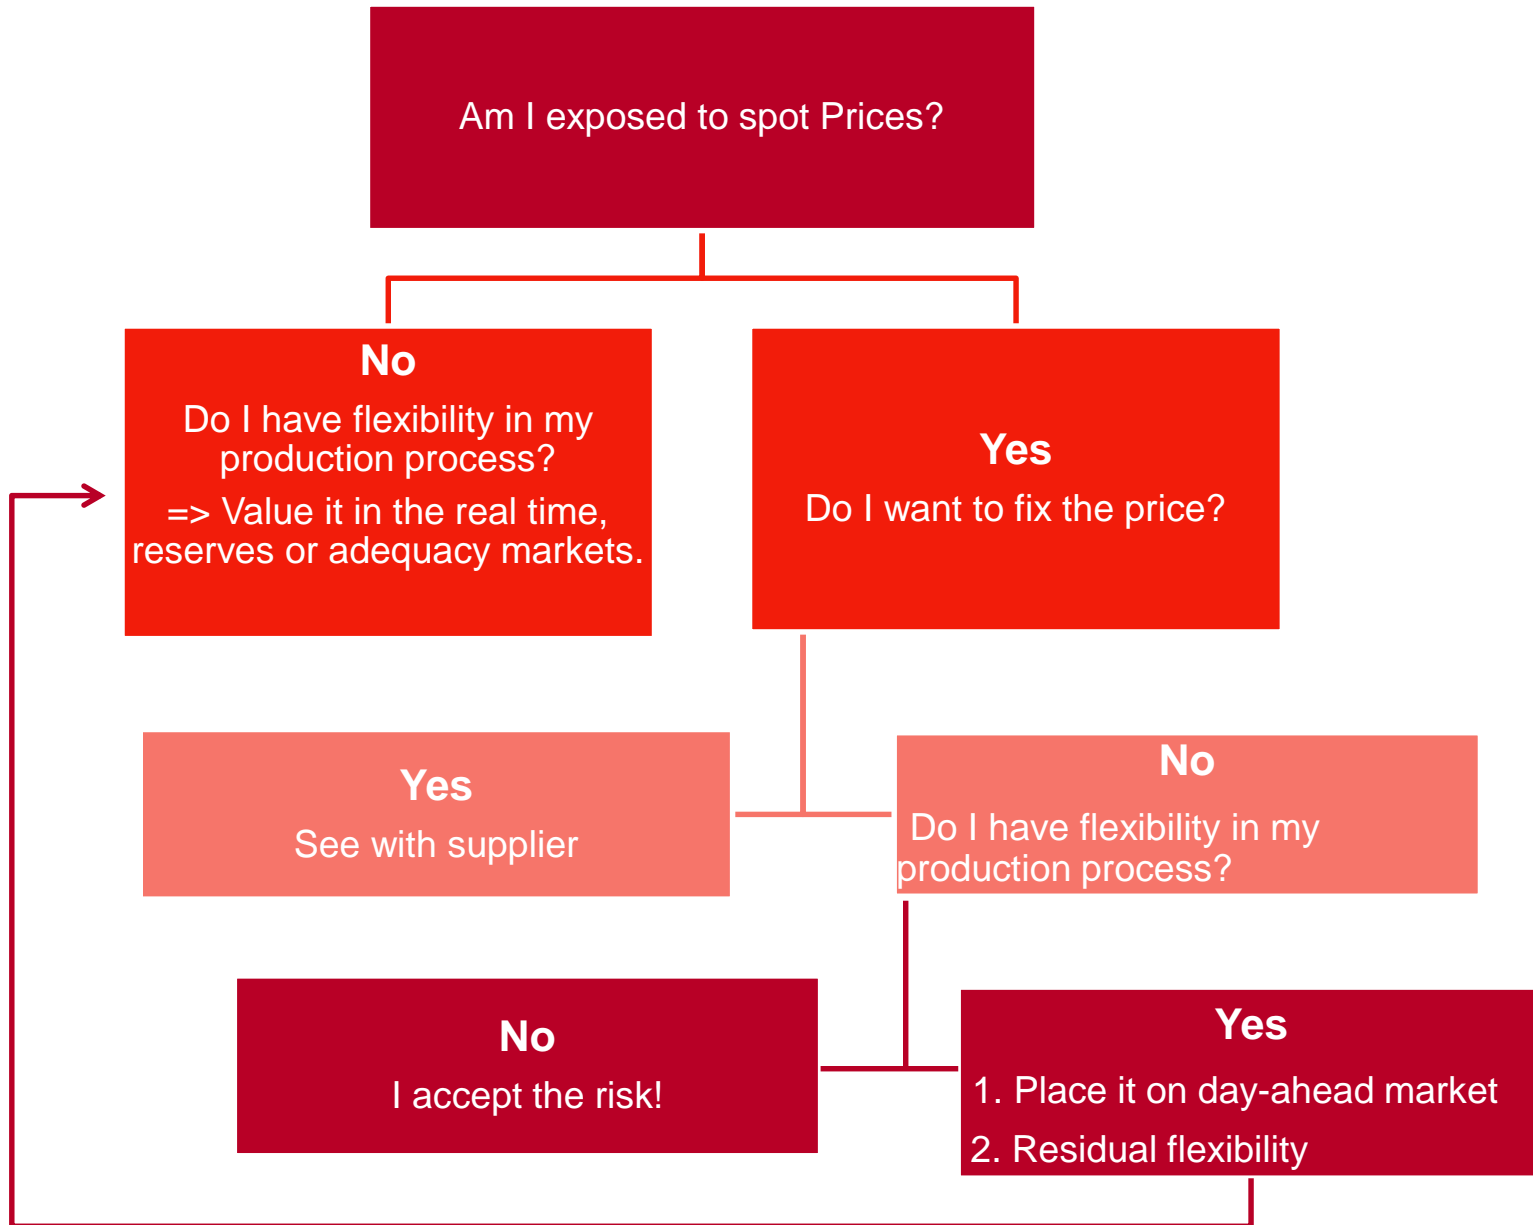 Am I exposed to spot Prices?
No
Do I have flexibility in my
production process?
=> Value it in the real time,
reserves or adequacy markets.
Yes
Do I want to fix the price?
Yes
See with supplier
No
Do I have flexibility in my
production process?
No
I accept the risk!
Yes
1. Place it on day-ahead market
2. Residual flexibility